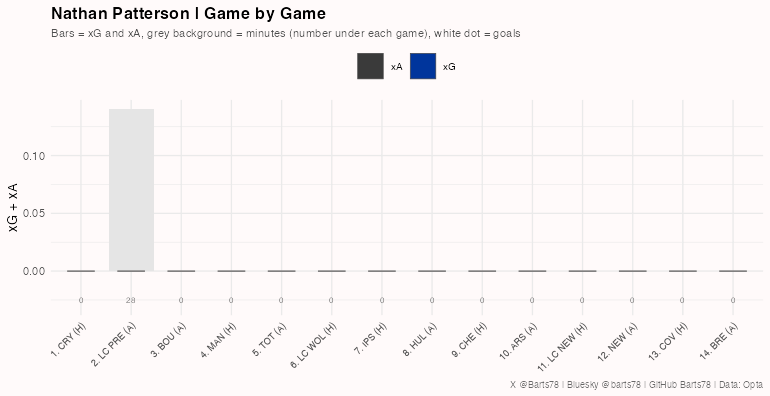 Nathan Patterson | Game by Game
Bars = xG and xA, grey background = minutes (number under each game), white dot = goals
xA xG
xG + xA
0.10
0.05
0.00
0 28 0 0 0 0 0 0 0 0 0 0 0 0
1. CRY (H)
2. LC PRE (A)
3. BOU (A)
4. MAN (H)
5. TOT (A)
6. LC WOL (H)
7. IPS (H)
8. HUL (A)
9. CHE (H)
10. ARS (A)
11. LC NEW (H)
12. NEW (A)
13. COV (H)
14. BRE (A)
X @Barts78 | Bluesky @barts78 | GitHub Barts78 | Data: Opta